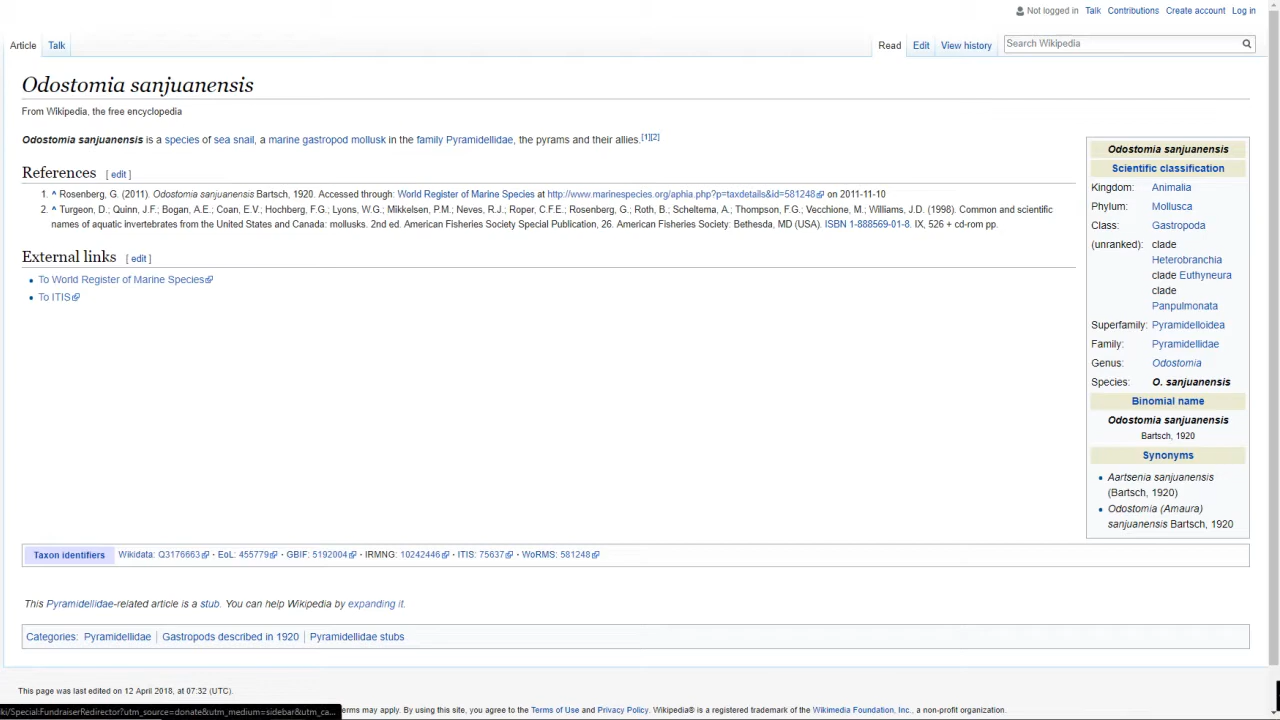 Not logged in Talk Contributions Create account Log in
Article Talk Read Edit View history Search Wikipedia
Odostomia sanjuanensis
From Wikipedia, the free encyclopedia
Odostomia sanjuanensis is a species of sea snail, a marine gastropod mollusk in the family Pyramidellidae, the pyrams and their allies.[1][2]
References [ edit ]
1. ^ Rosenberg, G. (2011). Odostomia sanjuanensis Bartsch, 1920. Accessed through: World Register of Marine Species at http://www.marinespecies.org/aphia.php?p=taxdetails&id=581248 on 2011-11-10
2. ^ Turgeon, D.; Quinn, J.F.; Bogan, A.E.; Coan, E.V.; Hochberg, F.G.; Lyons, W.G.; Mikkelsen, P.M.; Neves, R.J.; Roper, C.F.E.; Rosenberg, G.; Roth, B.; Scheltema, A.; Thompson, F.G.; Vecchione, M.; Williams, J.D. (1998). Common and scientific
names of aquatic invertebrates from the United States and Canada: mollusks. 2nd ed. American Fisheries Society Special Publication, 26. American Fisheries Society: Bethesda, MD (USA). ISBN 1-888569-01-8. IX, 526 + cd-rom pp.
External links [ edit ]
• To World Register of Marine Species
• To ITIS
Odostomia sanjuanensis
Scientific classification
Kingdom: Animalia
Phylum: Mollusca
Class: Gastropoda
(unranked): clade
Heterobranchia
clade Euthyneura
clade
Panpulmonata
Superfamily: Pyramidelloidea
Family: Pyramidellidae
Genus: Odostomia
Species: O. sanjuanensis
Binomial name
Odostomia sanjuanensis
Bartsch, 1920
Synonyms
• Aartsenia sanjuanensis
(Bartsch, 1920)
• Odostomia (Amaura)
sanjuanensis Bartsch, 1920
Taxon identifiers Wikidata: Q3176663 · EoL: 455779 · GBIF: 5192004 · IRMNG: 10242446 · ITIS: 75637 · WoRMS: 581248
This Pyramidellidae-related article is a stub. You can help Wikipedia by expanding it.
Categories: Pyramidellidae | Gastropods described in 1920 | Pyramidellidae stubs
This page was last edited on 12 April 2018, at 07:32 (UTC).
ki/Special:FundraiserRedirector?utm_source=donate&utm_medium=sidebar&utm_ca... erms may apply. By using this site, you agree to the Terms of Use and Privacy Policy. Wikipedia® is a registered trademark of the Wikimedia Foundation, Inc., a non-profit organization.